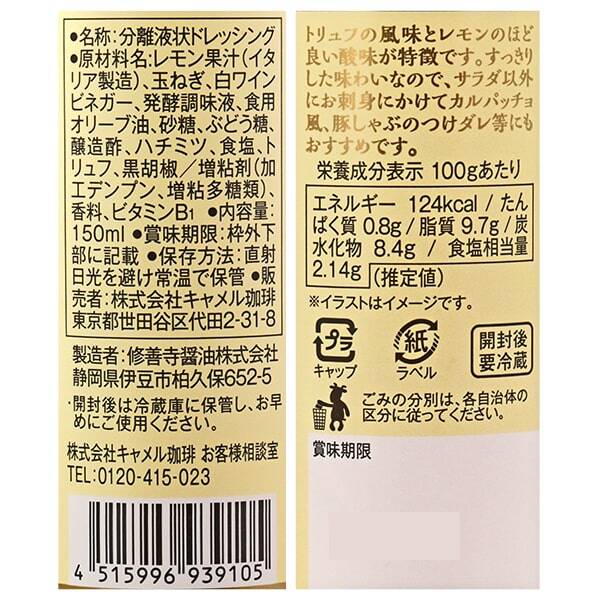 ●名称:分離液状ドレッシング
●原材料名:レモン果汁(イタ
リア製造)、玉ねぎ、白ワイン
ビネガー、発酵調味液、食用
オリーブ油、砂糖、ぶどう糖、
醸造酢、ハチミツ、食塩、ト
リュフ、黒胡椒/増粘剤(加
工デンプン、増粘多糖類)、
香料、ビタミンB1 ●内容量:
150ml ●賞味期限:枠外下
部に記載 ●保存方法:直射
日光を避け常温で保管 ●販
売者:株式会社キャメル珈琲
東京都世田谷区代田2-31-8
製造者:修善寺醤油株式会社
静岡県伊豆市柏久保652-5
・開封後は冷蔵庫に保管し、お早
めにご使用ください。
株式会社キャメル珈琲 お客様相談室
TEL:0120-415-023
4 515996 939105
トリュフの風味とレモンのほど
良い酸味が特徴です。すっきり
した味わいなので、サラダ以外
にお刺身にかけてカルパッチョ
風、豚しゃぶのつけダレ等にも
おすすめです。
栄養成分表示 100gあたり
エネルギー 124kcal / たん
ぱく質 0.8g / 脂質 9.7g / 炭
水化物 8.4g / 食塩相当量
2.14g (推定値)
※イラストはイメージです。
プラ
キャップ
紙
ラベル
開封後
要冷蔵
ごみの分別は、各自治体の
区分に従ってください。
賞味期限